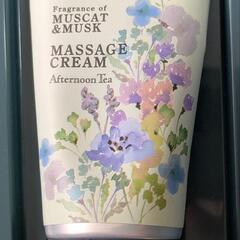 Fragrance of
MUSCAT
&MUSK
MASSAGE
CREAM
Afternoon Tea